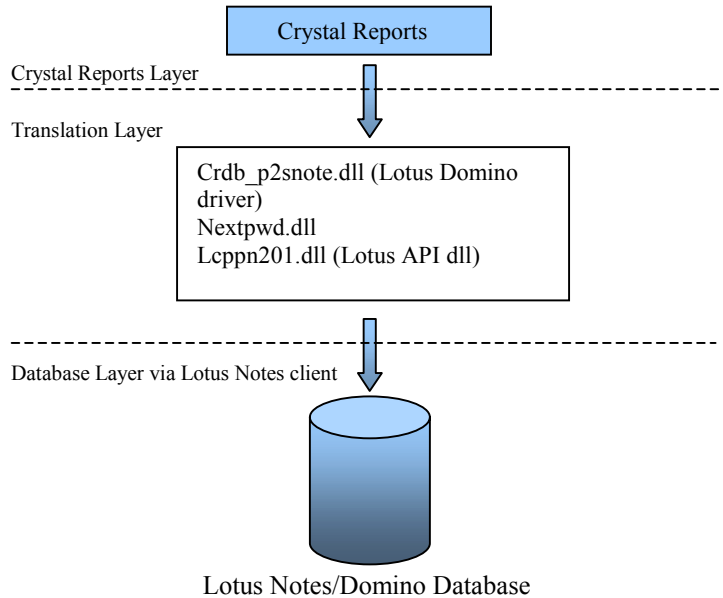 Crystal Reports
Crystal Reports Layer
Translation Layer
Crdb_p2snote.dll (Lotus Domino
driver)
Nextpwd.dll
Lcppn201.dll (Lotus API dll)
Database Layer via Lotus Notes client
Lotus Notes/Domino Database